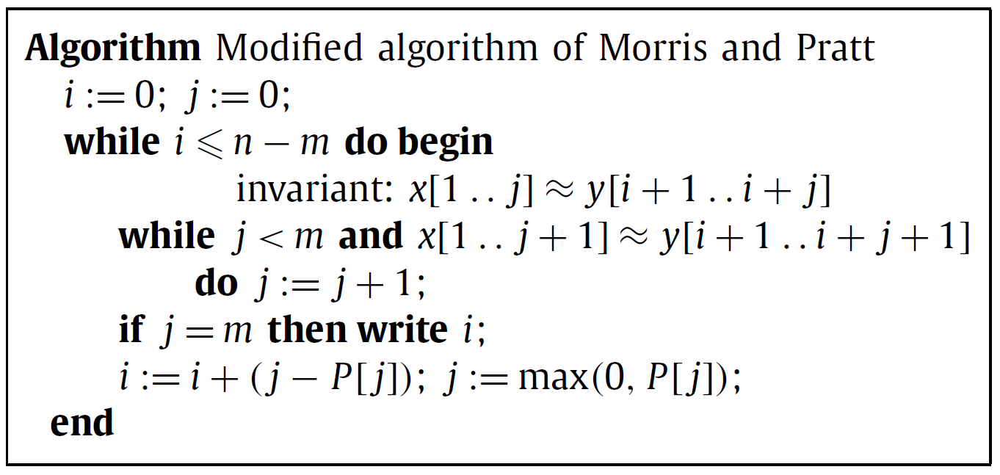 Algorithm Modified algorithm of Morris and Pratt
i := 0; j := 0;
while i ⩽ n − m do begin
invariant: x[1 . . j] ≈ y[i + 1 . . i + j]
while j < m and x[1 . . j + 1] ≈ y[i + 1 . . i + j + 1]
do j := j + 1;
if j = m then write i;
i := i + (j − P[j]); j := max(0, P[j]);
end